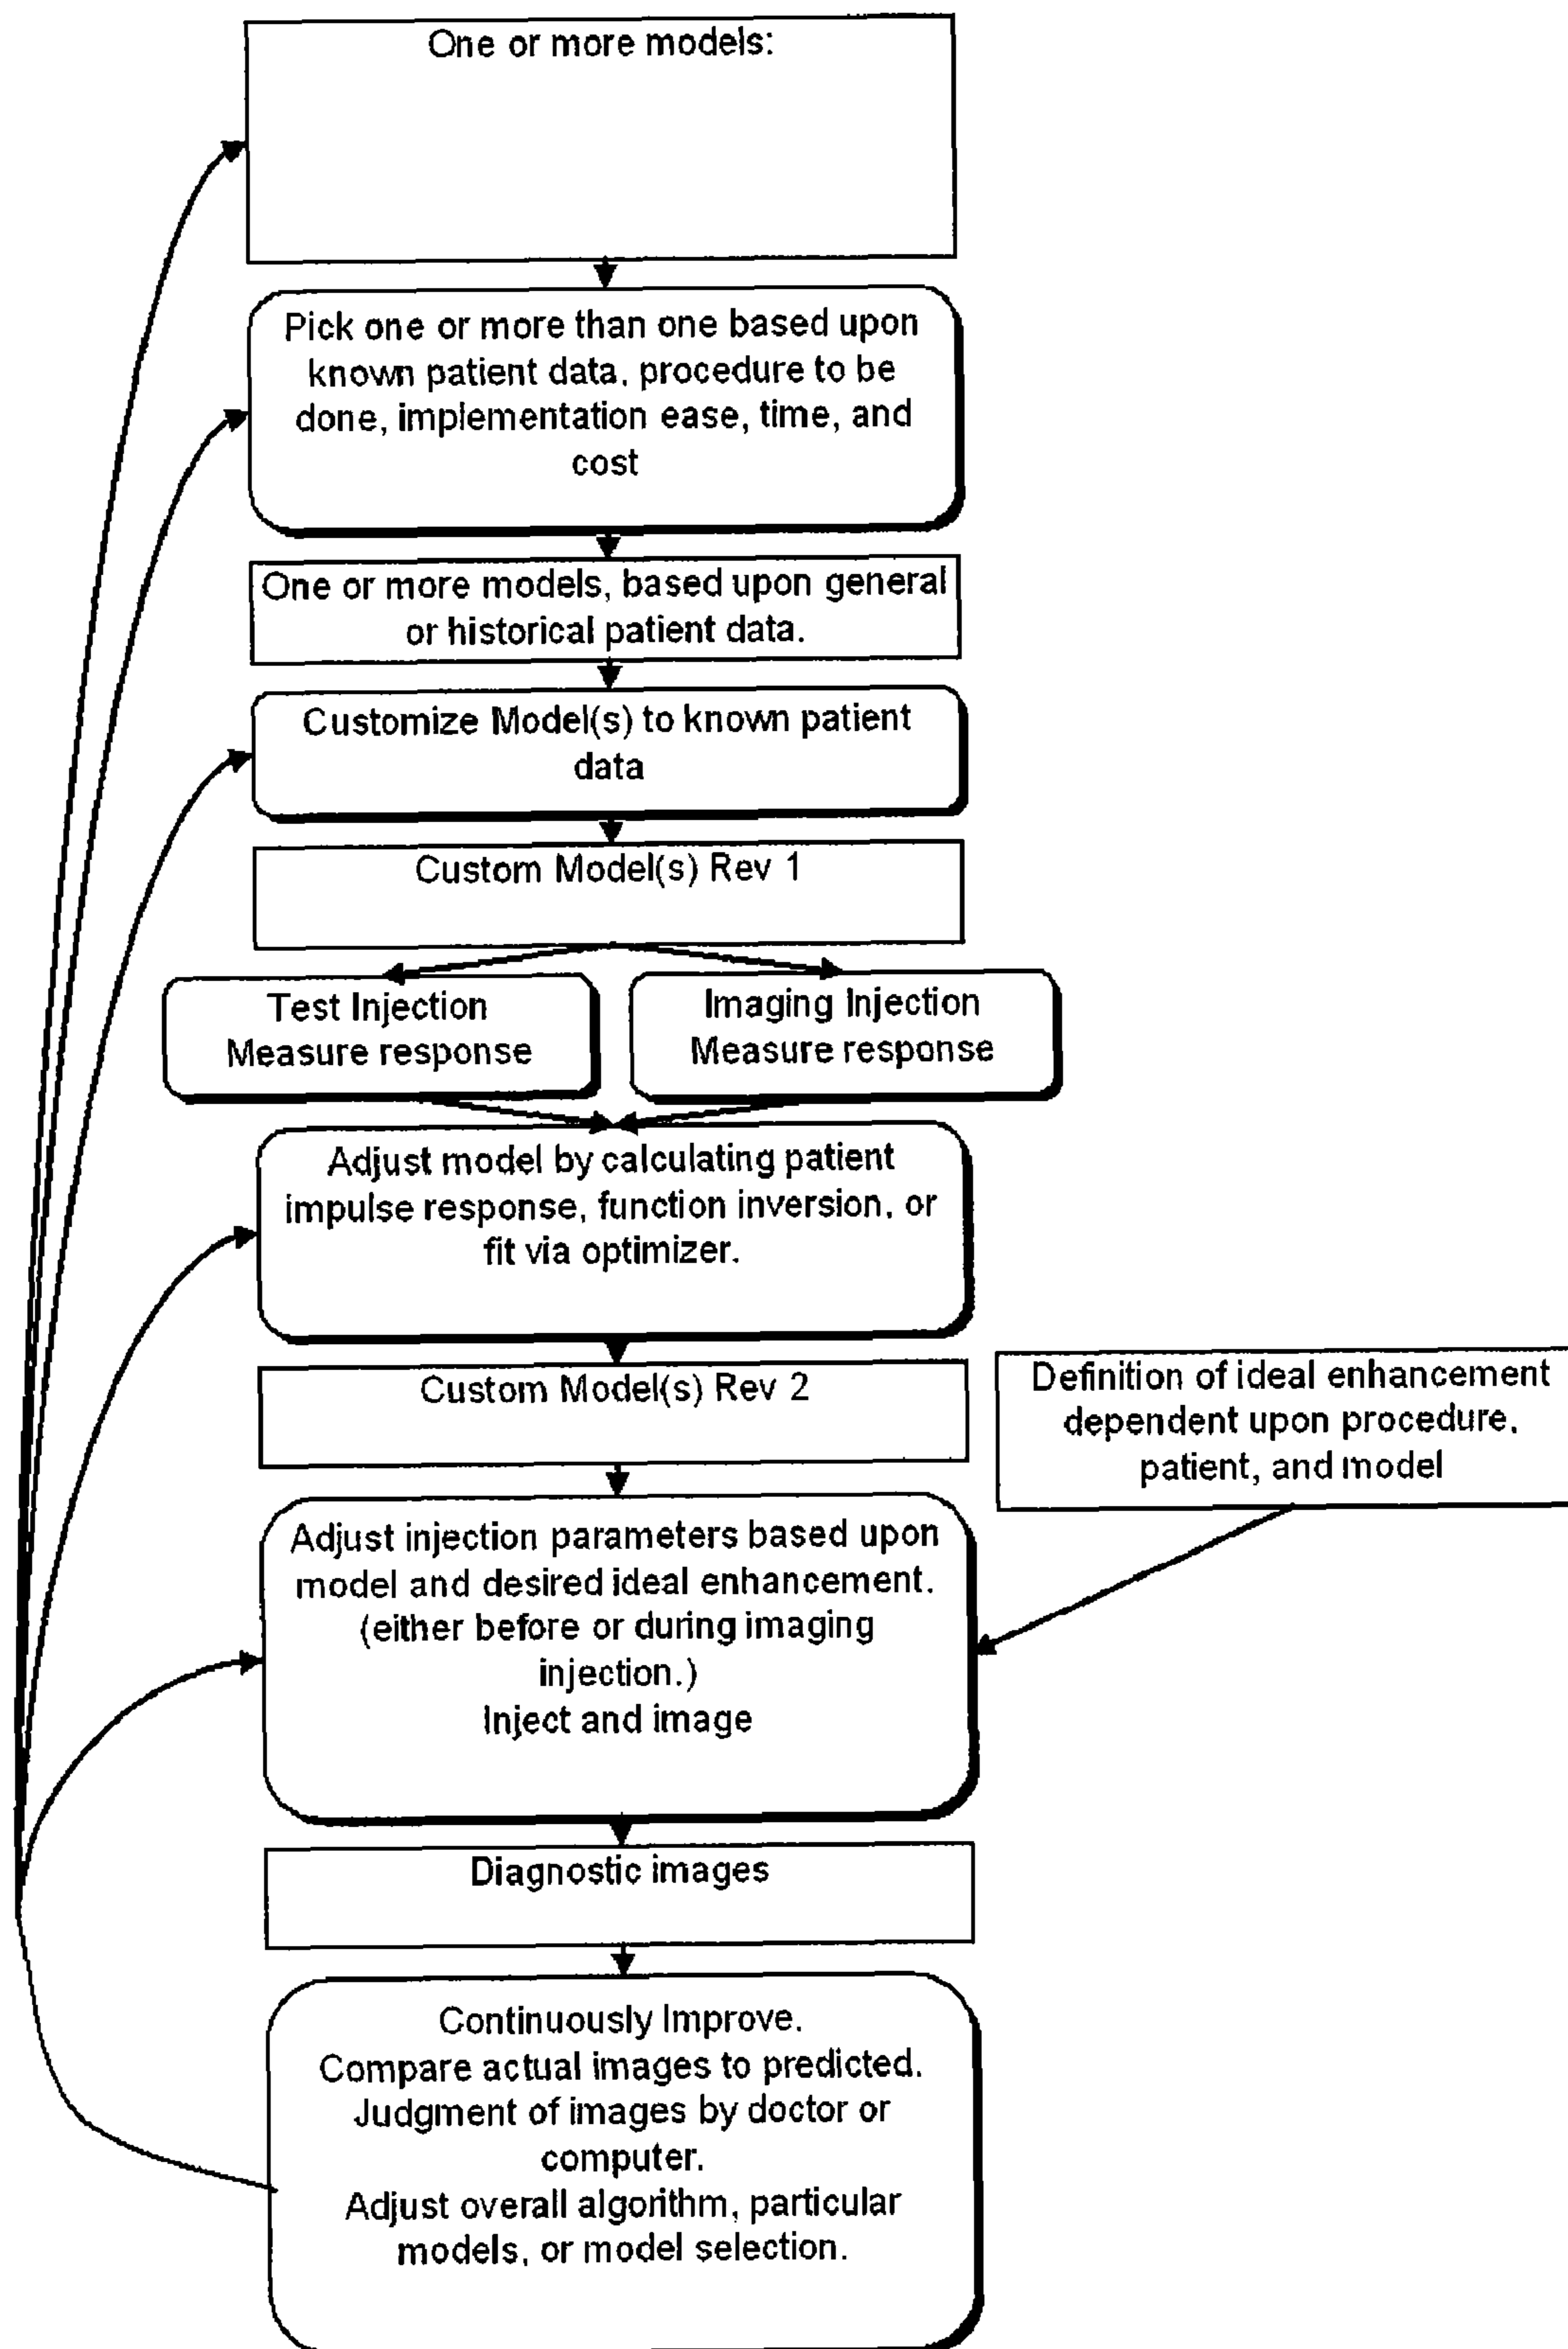 One or more models:
Pick one or more than one based upon
known patient data, procedure to be
done, implementation ease, time, and
cost
One or more models, based upon general
or historical patient data.
Customize Model(s) to known patient
data
Custom Model(s) Rev 1
Test Injection
Measure response
Imaging Injection
Measure response
Adjust model by calculating patient
impulse response, function inversion, or
fit via optimizer.
Custom Model(s) Rev 2
Definition of ideal enhancement
dependent upon procedure,
patient, and model
Adjust injection parameters based upon
model and desired ideal enhancement.
(either before or during imaging
injection.)
Inject and image
Diagnostic images
Continuously Improve.
Compare actual images to predicted.
Judgment of images by doctor or
computer.
Adjust overall algorithm, particular
models, or model selection.